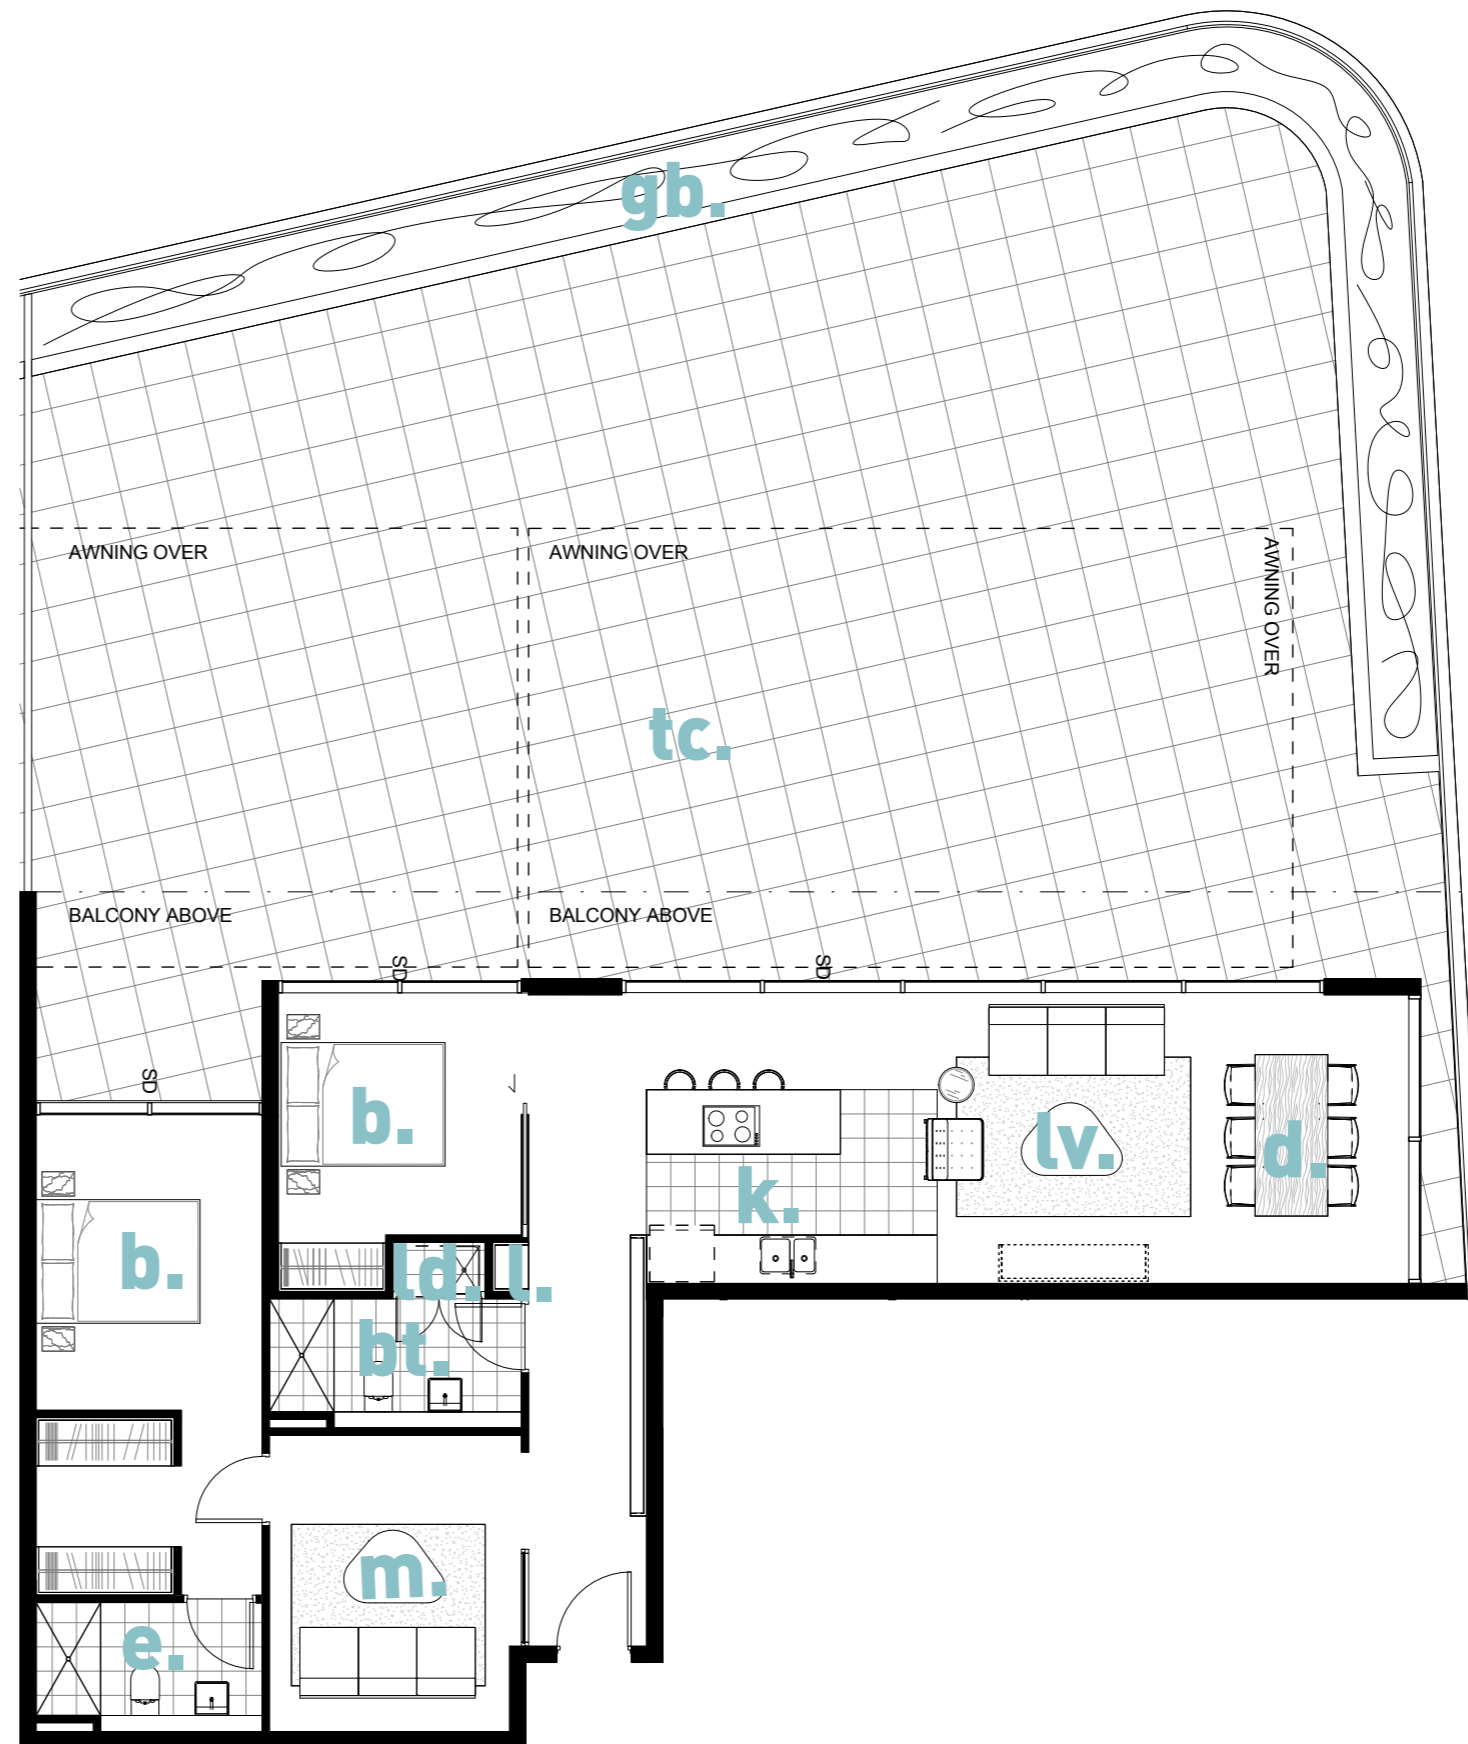 gb.
AWNING OVER
AWNING OVER
AWNING OVER
tc.
BALCONY ABOVE
BALCONY ABOVE
SD
SD
SD
b.
lv.
d.
k.
b.
ld.
l.
bt.
m.
e.